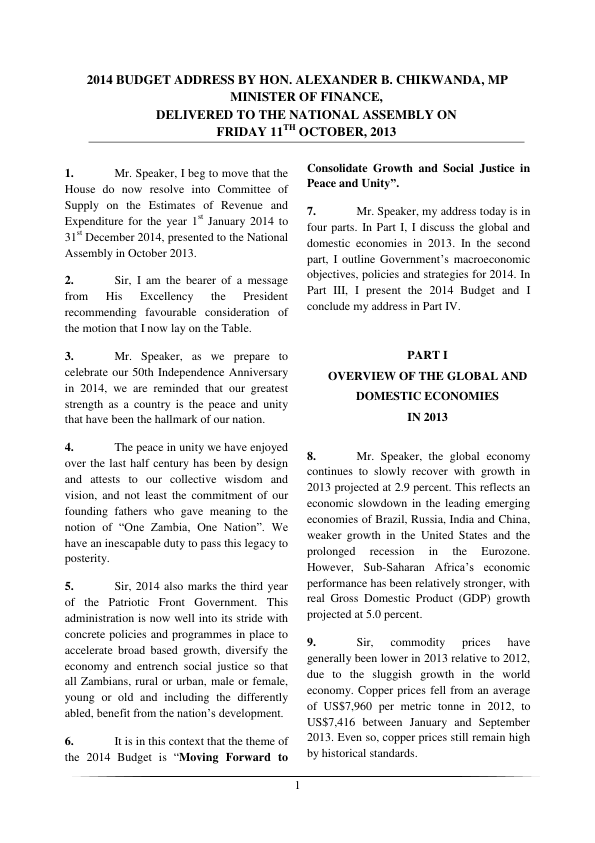 2014 BUDGET ADDRESS BY HON. ALEXANDER B. CHIKWANDA, MP
MINISTER OF FINANCE,
DELIVERED TO THE NATIONAL ASSEMBLY ON
FRIDAY 11TH OCTOBER, 2013
1. Mr. Speaker, I beg to move that the
House do now resolve into Committee of
Supply on the Estimates of Revenue and
Expenditure for the year 1st January 2014 to
31st December 2014, presented to the National
Assembly in October 2013.
2. Sir, I am the bearer of a message
from His Excellency the President
recommending favourable consideration of
the motion that I now lay on the Table.
3. Mr. Speaker, as we prepare to
celebrate our 50th Independence Anniversary
in 2014, we are reminded that our greatest
strength as a country is the peace and unity
that have been the hallmark of our nation.
4. The peace in unity we have enjoyed
over the last half century has been by design
and attests to our collective wisdom and
vision, and not least the commitment of our
founding fathers who gave meaning to the
notion of “One Zambia, One Nation”. We
have an inescapable duty to pass this legacy to
posterity.
5. Sir, 2014 also marks the third year
of the Patriotic Front Government. This
administration is now well into its stride with
concrete policies and programmes in place to
accelerate broad based growth, diversify the
economy and entrench social justice so that
all Zambians, rural or urban, male or female,
young or old and including the differently
abled, benefit from the nation’s development.
6. It is in this context that the theme of
the 2014 Budget is “Moving Forward to
Consolidate Growth and Social Justice in
Peace and Unity”.
7. Mr. Speaker, my address today is in
four parts. In Part I, I discuss the global and
domestic economies in 2013. In the second
part, I outline Government’s macroeconomic
objectives, policies and strategies for 2014. In
Part III, I present the 2014 Budget and I
conclude my address in Part IV.
PART I
OVERVIEW OF THE GLOBAL AND
DOMESTIC ECONOMIES
IN 2013
8. Mr. Speaker, the global economy
continues to slowly recover with growth in
2013 projected at 2.9 percent. This reflects an
economic slowdown in the leading emerging
economies of Brazil, Russia, India and China,
weaker growth in the United States and the
prolonged recession in the Eurozone.
However, Sub-Saharan Africa’s economic
performance has been relatively stronger, with
real Gross Domestic Product (GDP) growth
projected at 5.0 percent.
9. Sir, commodity prices have
generally been lower in 2013 relative to 2012,
due to the sluggish growth in the world
economy. Copper prices fell from an average
of US$7,960 per metric tonne in 2012, to
US$7,416 between January and September
2013. Even so, copper prices still remain high
by historical standards.
1